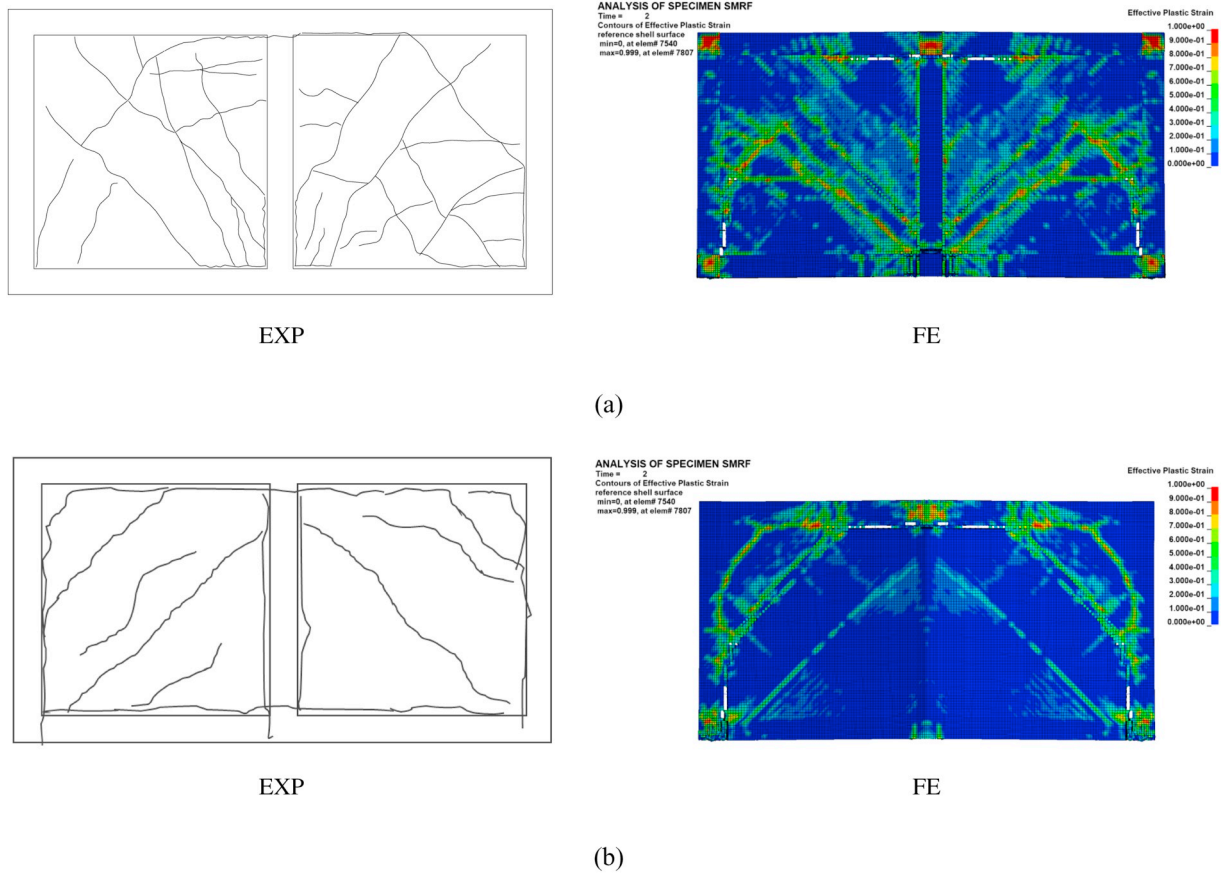 ANALYSIS OF SPECIMEN SMRF
Time = 2
Contours of Effective Plastic Strain
reference shell surface
min=0, at elem# 7540
max=0.999, at elem# 7807
Effective Plastic Strain
1.000e+00
9.000e-01
8.000e-01
7.000e-01
6.000e-01
5.000e-01
4.000e-01
3.000e-01
2.000e-01
1.000e-01
0.000e+00
EXP
FE
(a)
ANALYSIS OF SPECIMEN SMRF
Time = 2
Contours of Effective Plastic Strain
reference shell surface
min=0, at elem# 7540
max=0.999, at elem# 7807
Effective Plastic Strain
1.000e+00
9.000e-01
8.000e-01
7.000e-01
6.000e-01
5.000e-01
4.000e-01
3.000e-01
2.000e-01
1.000e-01
0.000e+00
EXP
FE
(b)